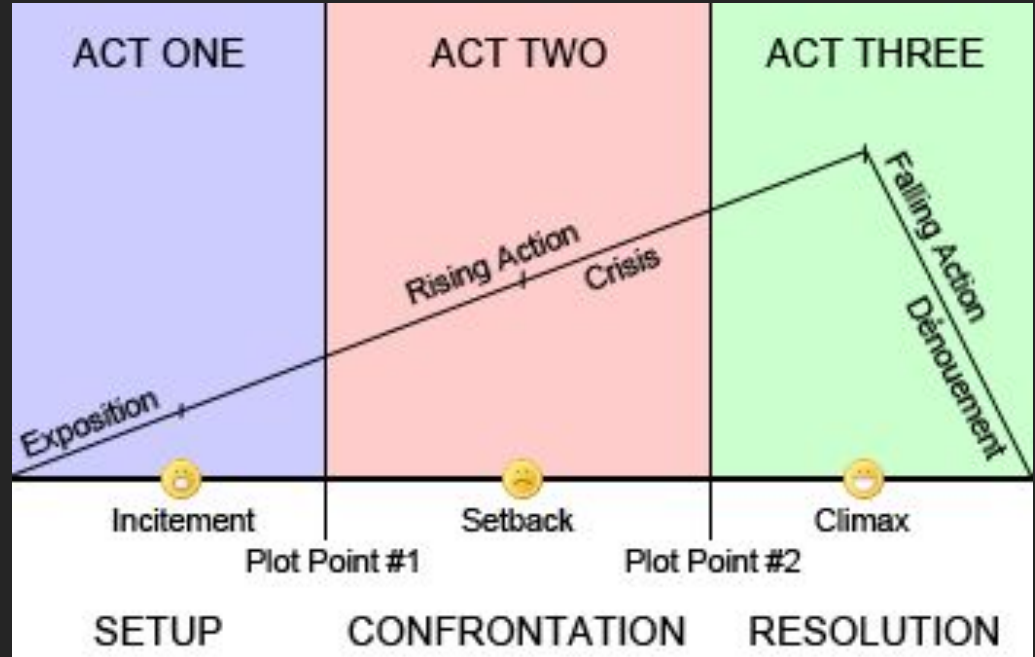 ACT ONE
ACT TWO
ACT THREE
Exposition
Rising Action
Crisis
Falling Action
Dénouement
Incitement
Setback
Climax
Plot Point #1
Plot Point #2
SETUP
CONFRONTATION
RESOLUTION